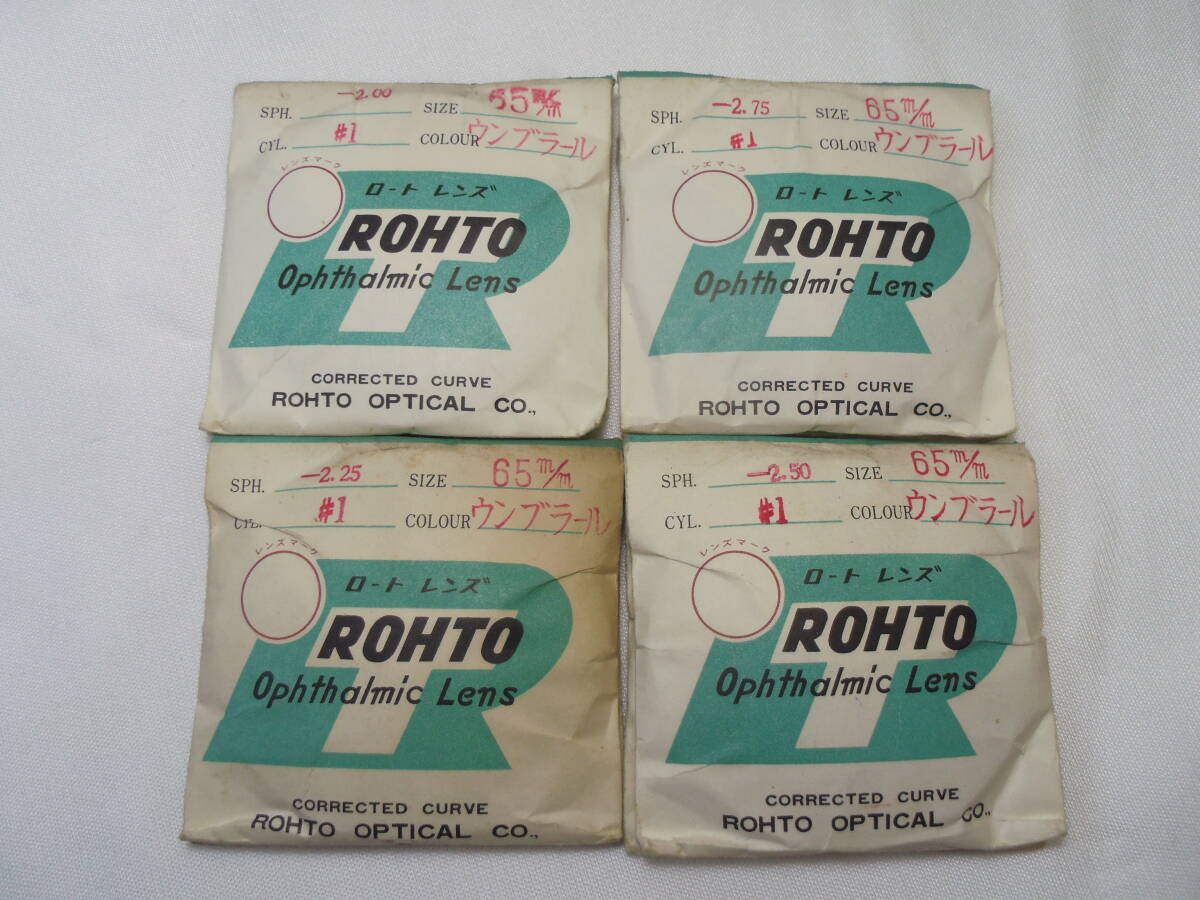 SPH. -2.00 SIZE 65 m/m
CYL. #1 COLOUR ウンブラール
レンズマーク
ロート レンズ
ROHTO
Ophthalmic Lens
CORRECTED CURVE
ROHTO OPTICAL CO.,
SPH. -2.75 SIZE 65 m/m
CYL. #1 COLOUR ウンブラール
レンズマーク
ロート レンズ
ROHTO
Ophthalmic Lens
CORRECTED CURVE
ROHTO OPTICAL CO.,
SPH. -2.25 SIZE 65 m/m
CYL. #1 COLOUR ウンブラール
レンズマーク
ロート レンズ
ROHTO
Ophthalmic Lens
CORRECTED CURVE
ROHTO OPTICAL CO.,
SPH. -2.50 SIZE 65 m/m
CYL. #1 COLOUR ウンブラール
レンズマーク
ロート レンズ
ROHTO
Ophthalmic Lens
CORRECTED CURVE
ROHTO OPTICAL CO.,